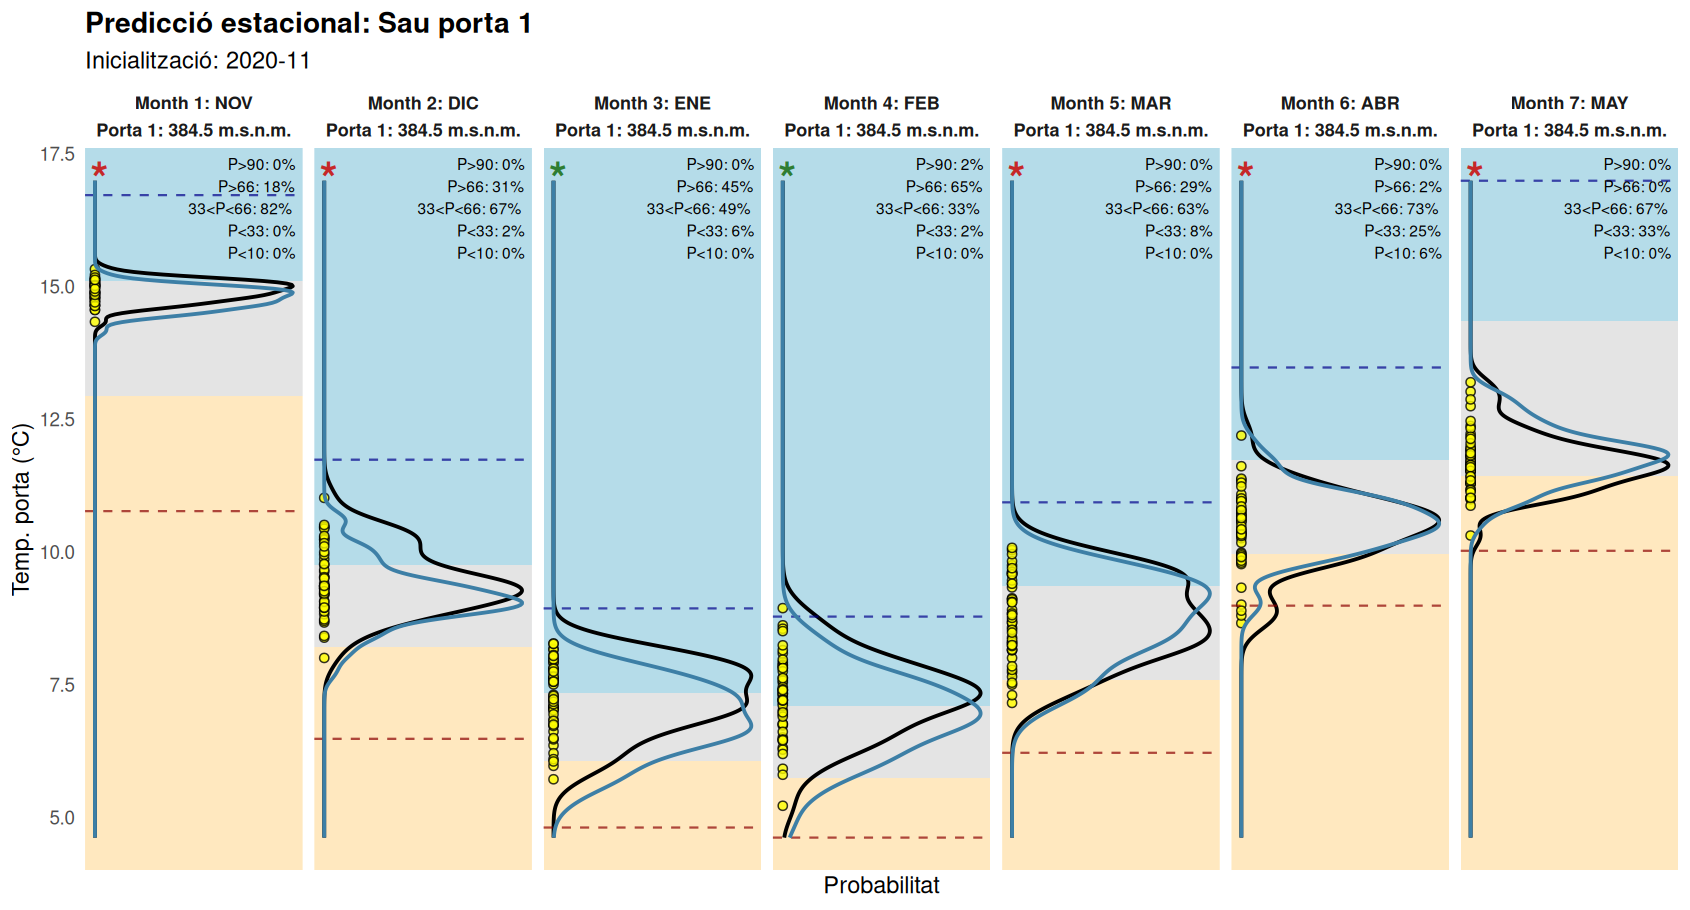 Predicció estacional: Sau porta 1
Inicialització: 2020-11
Month 1: NOV
Porta 1: 384.5 m.s.n.m.
Month 2: DIC
Porta 1: 384.5 m.s.n.m.
Month 3: ENE
Porta 1: 384.5 m.s.n.m.
Month 4: FEB
Porta 1: 384.5 m.s.n.m.
Month 5: MAR
Porta 1: 384.5 m.s.n.m.
Month 6: ABR
Porta 1: 384.5 m.s.n.m.
Month 7: MAY
Porta 1: 384.5 m.s.n.m.
*
P>90: 0%
P>66: 18%
33<P<66: 82%
P<33: 0%
P<10: 0%
*
P>90: 0%
P>66: 31%
33<P<66: 67%
P<33: 2%
P<10: 0%
*
P>90: 0%
P>66: 45%
33<P<66: 49%
P<33: 6%
P<10: 0%
*
P>90: 2%
P>66: 65%
33<P<66: 33%
P<33: 2%
P<10: 0%
*
P>90: 0%
P>66: 29%
33<P<66: 63%
P<33: 8%
P<10: 0%
*
P>90: 0%
P>66: 2%
33<P<66: 73%
P<33: 25%
P<10: 6%
*
P>90: 0%
P>66: 0%
33<P<66: 67%
P<33: 33%
P<10: 0%
17.5
15.0
12.5
10.0
7.5
5.0
Temp. porta (°C)
Probabilitat